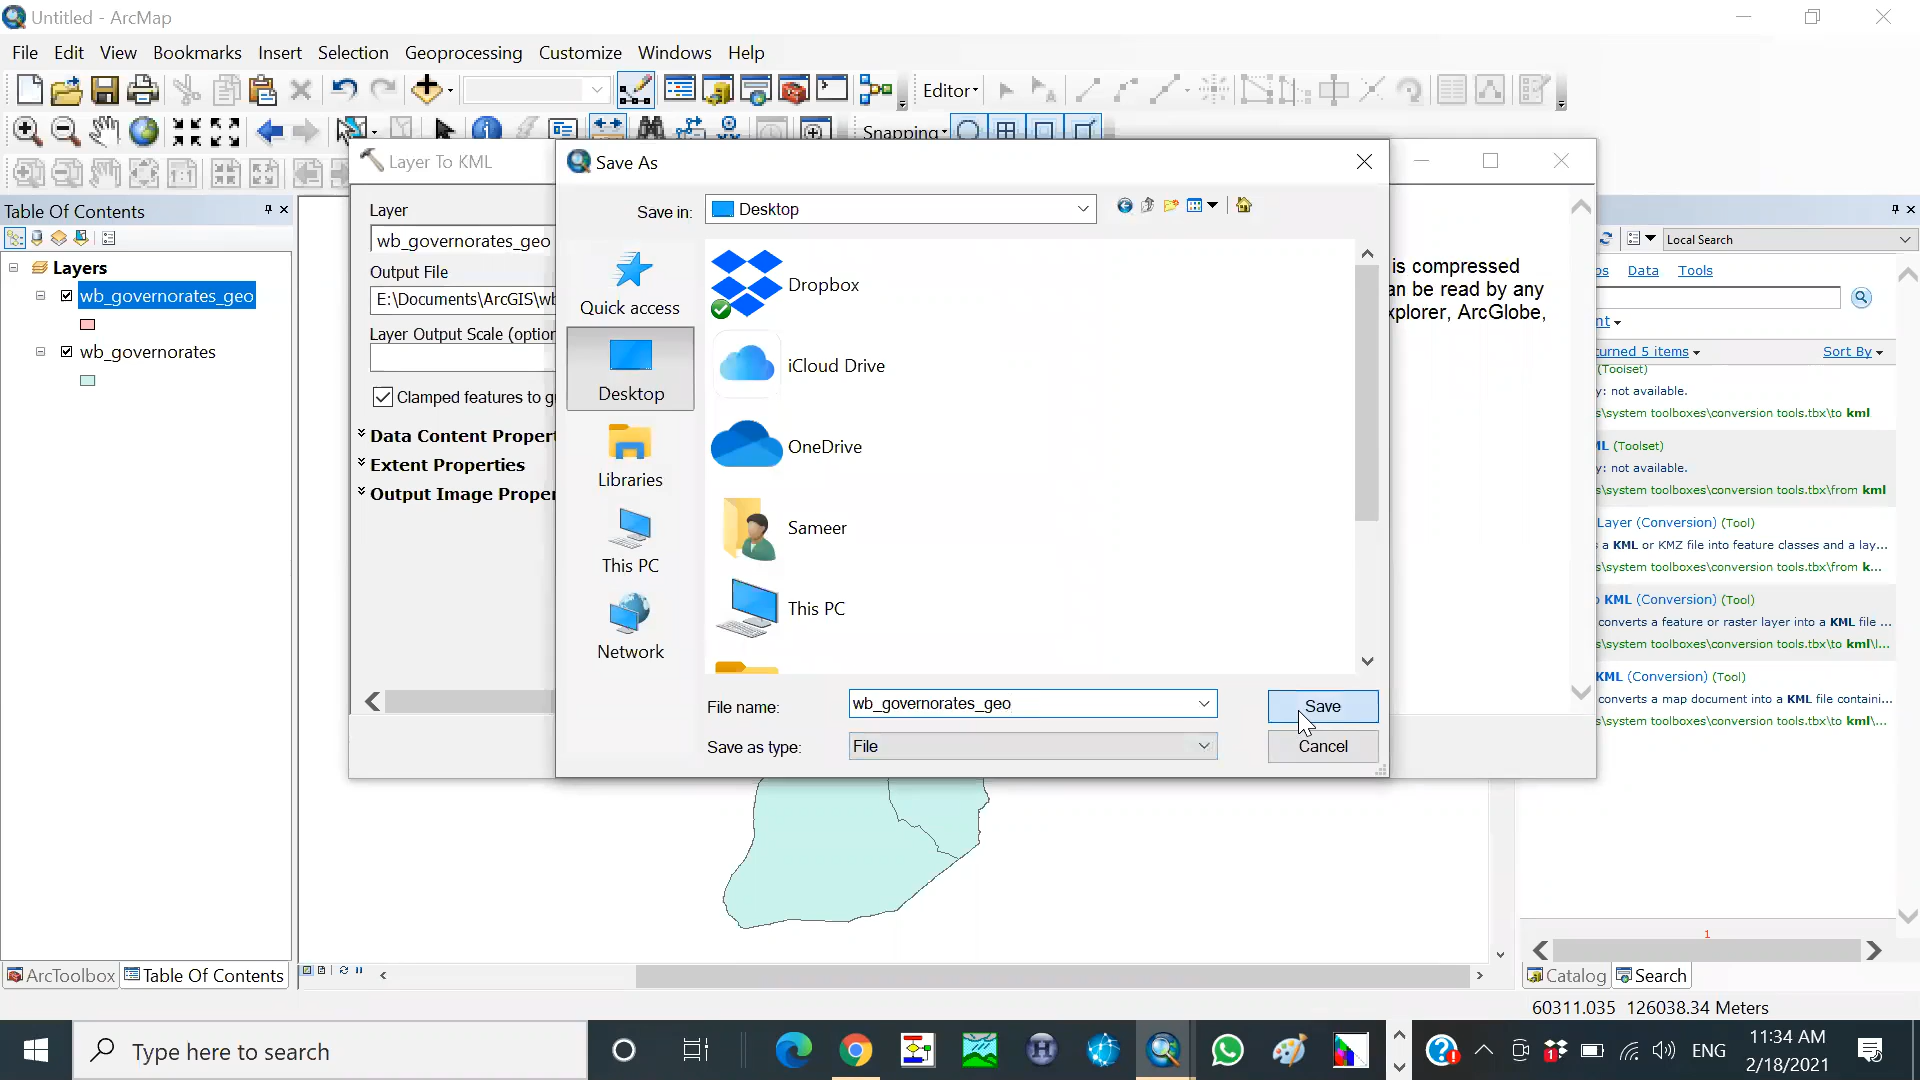 Untitled - ArcMap
File Edit View Bookmarks Insert Selection Geoprocessing Customize Windows Help
Editor
Snapping
Table Of Contents
Layers
wb_governorates_geo
wb_governorates
Layer To KML
Layer
wb_governorates_geo
Output File
E:\Documents\ArcGIS\wb
Layer Output Scale (option
Clamped features to g
Data Content Propert
Extent Properties
Output Image Proper
Save As
Save in: Desktop
Quick access
Desktop
Libraries
This PC
Network
Dropbox
iCloud Drive
OneDrive
Sameer
This PC
File name: wb_governorates_geo
Save
Save as type: File
Cancel
is compressed
an be read by any
xplorer, ArcGlobe,
Local Search
ps Data Tools
nt
urned 5 items Sort By
(Toolset)
y: not available.
s\system toolboxes\conversion tools.tbx\to kml
ML (Toolset)
y: not available.
s\system toolboxes\conversion tools.tbx\from kml
Layer (Conversion) (Tool)
s a KML or KMZ file into feature classes and a lay...
s\system toolboxes\conversion tools.tbx\from k...
o KML (Conversion) (Tool)
converts a feature or raster layer into a KML file ...
s\system toolboxes\conversion tools.tbx\to kml\l...
KML (Conversion) (Tool)
converts a map document into a KML file containi...
s\system toolboxes\conversion tools.tbx\to kml\...
1
ArcToolbox Table Of Contents
Catalog Search
60311.035 126038.34 Meters
Type here to search
ENG
11:34 AM
2/18/2021